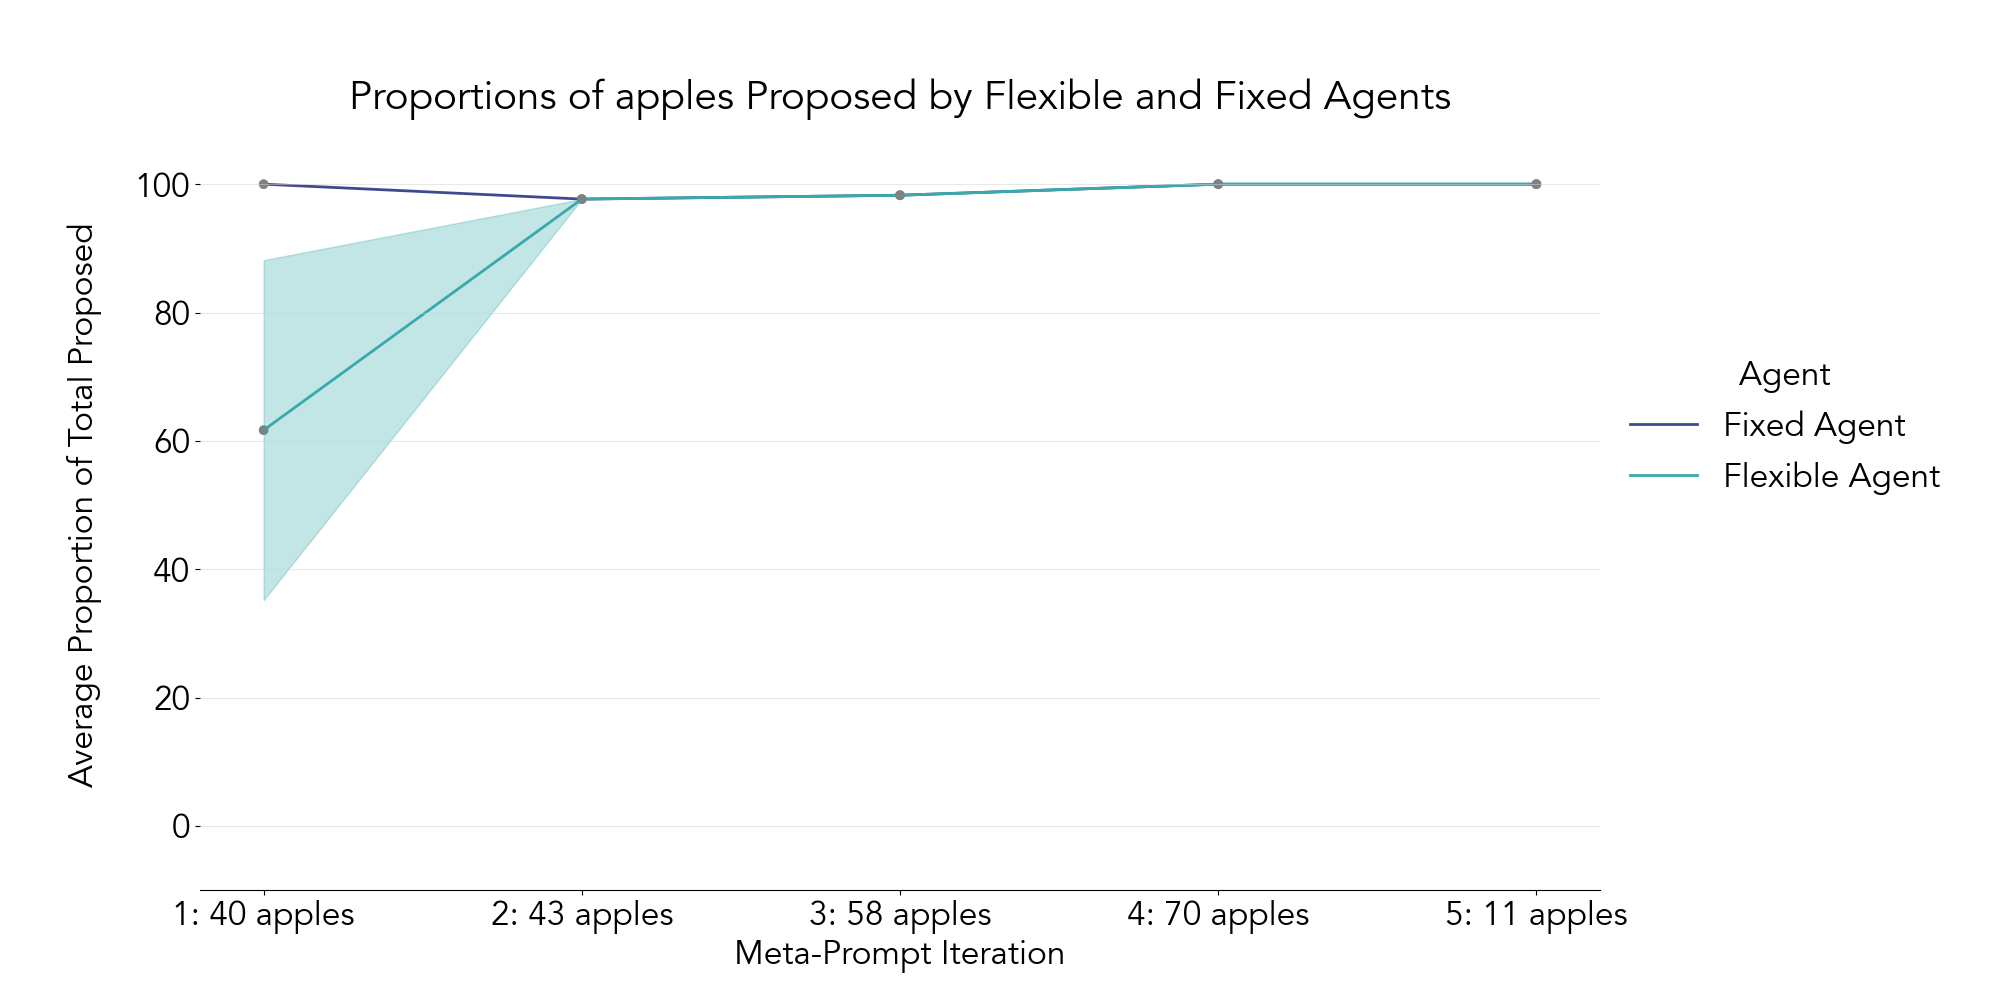 Proportions of apples Proposed by Flexible and Fixed Agents
Average Proportion of Total Proposed
100
80
60
40
20
0
1: 40 apples
2: 43 apples
3: 58 apples
4: 70 apples
5: 11 apples
Meta-Prompt Iteration
Agent
Fixed Agent
Flexible Agent